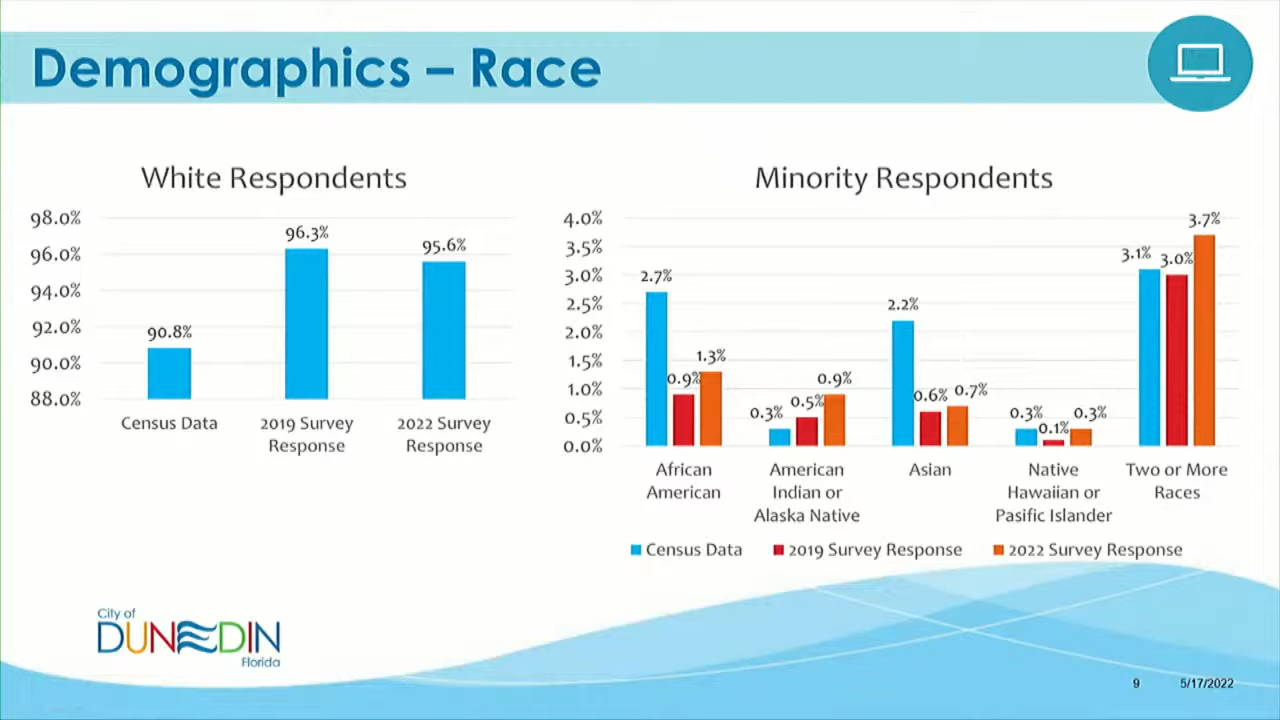 Demographics – Race
White Respondents
98.0%
96.0%
94.0%
92.0%
90.0%
88.0%
90.8%
96.3%
95.6%
Census Data
2019 Survey
Response
2022 Survey
Response
Minority Respondents
4.0%
3.5%
3.0%
2.5%
2.0%
1.5%
1.0%
0.5%
0.0%
2.7%
0.9%
1.3%
0.3%
0.5%
0.9%
2.2%
0.6%
0.7%
0.3%
0.1%
0.3%
3.1%
3.0%
3.7%
African
American
American
Indian or
Alaska Native
Asian
Native
Hawaiian or
Pasific Islander
Two or More
Races
Census Data
2019 Survey Response
2022 Survey Response
City of
DUNEDIN
Florida
9
5/17/2022